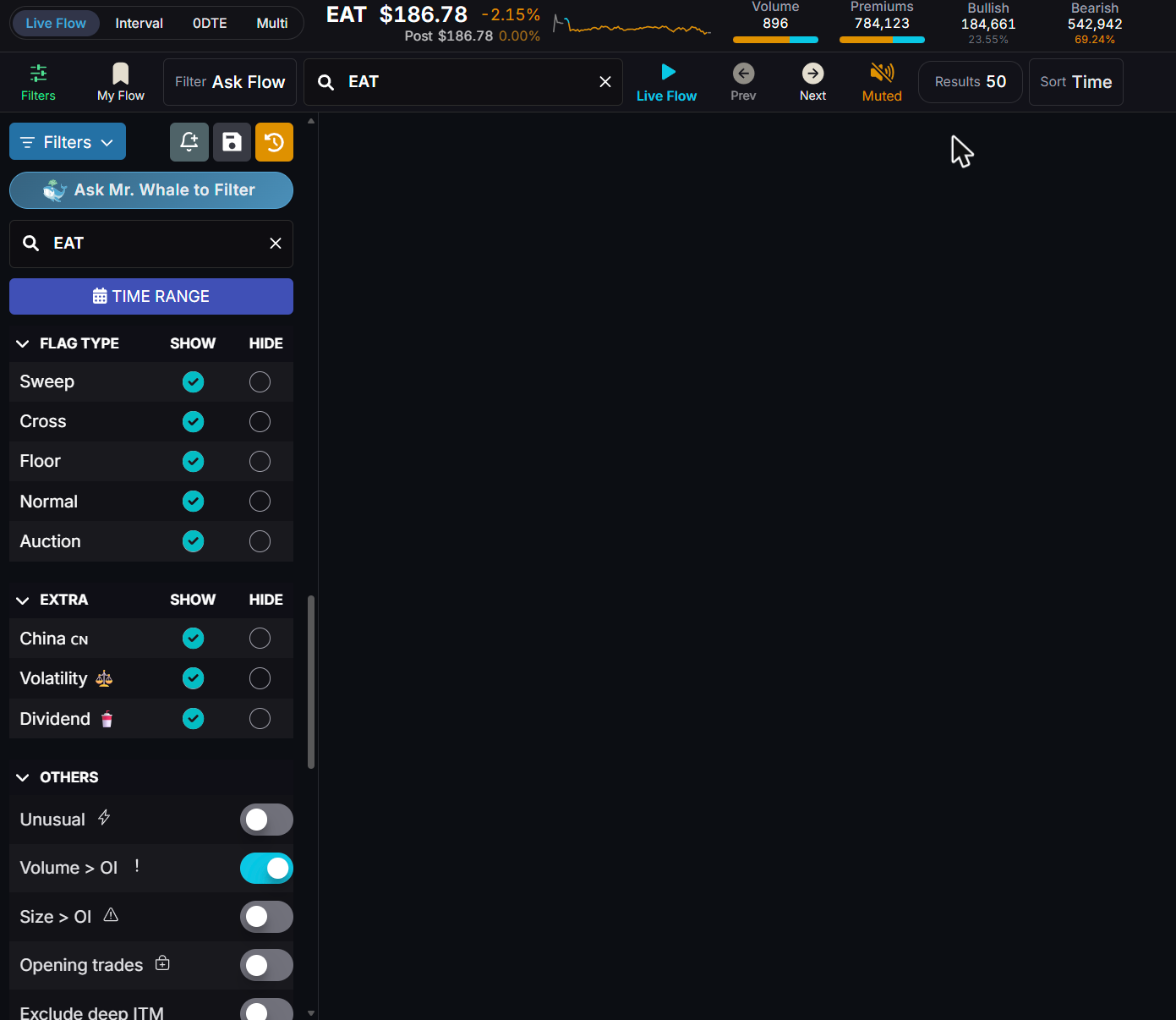 Live Flow Interval 0DTE Multi
EAT $186.78 -2.15%
Post $186.78 0.00%
Volume
896
Premiums
784,123
Bullish
184,661
23.55%
Bearish
542,942
69.24%
Filters
My Flow
Filter Ask Flow
EAT
Live Flow
Prev
Next
Muted
Results 50
Sort Time
Filters
Ask Mr. Whale to Filter
EAT
TIME RANGE
FLAG TYPE SHOW HIDE
Sweep
Cross
Floor
Normal
Auction
EXTRA SHOW HIDE
China CN
Volatility
Dividend
OTHERS
Unusual
Volume > OI !
Size > OI
Opening trades
Exclude deep ITM